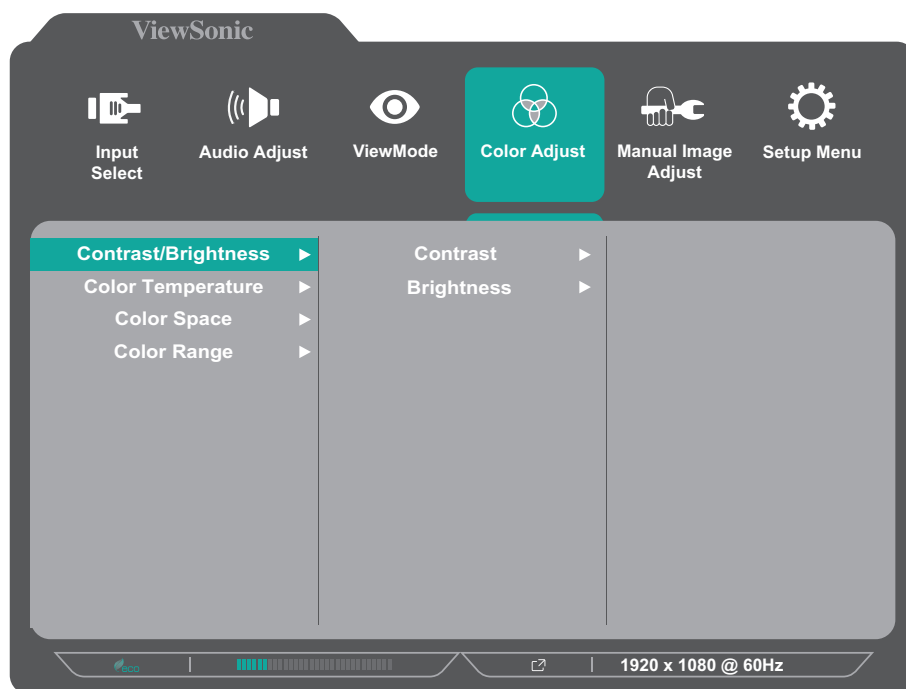 ViewSonic
Input
Select
Audio Adjust
ViewMode
Color Adjust
Manual Image
Adjust
Setup Menu
Contrast/Brightness
Color Temperature
Color Space
Color Range
Contrast
Brightness
eco
1920 x 1080 @ 60Hz